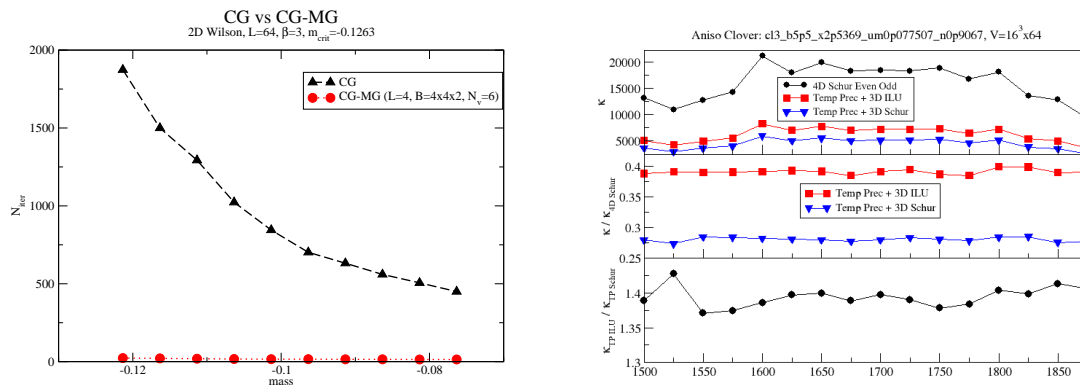 CG vs CG-MG
2D Wilson, L=64, β=3, m_crit=-0.1263
2000
1500
1000
500
0
N_iter
CG
CG-MG (L=4, B=4x4x2, N_v=6)
-0.12
-0.1
-0.08
mass
Aniso Clover: cl3_b5p5_x2p5369_um0p077507_n0p9067, V=16^3x64
20000
15000
10000
5000
κ
4D Schur Even Odd
Temp Prec + 3D ILU
Temp Prec + 3D Schur
0.4
0.3
0.25
κ / κ_4D Schur
Temp Prec + 3D ILU
Temp Prec + 3D Schur
1.4
1.35
1.3
κ_TP ILU / κ_TP Schur
1500
1550
1600
1650
1700
1750
1800
1850